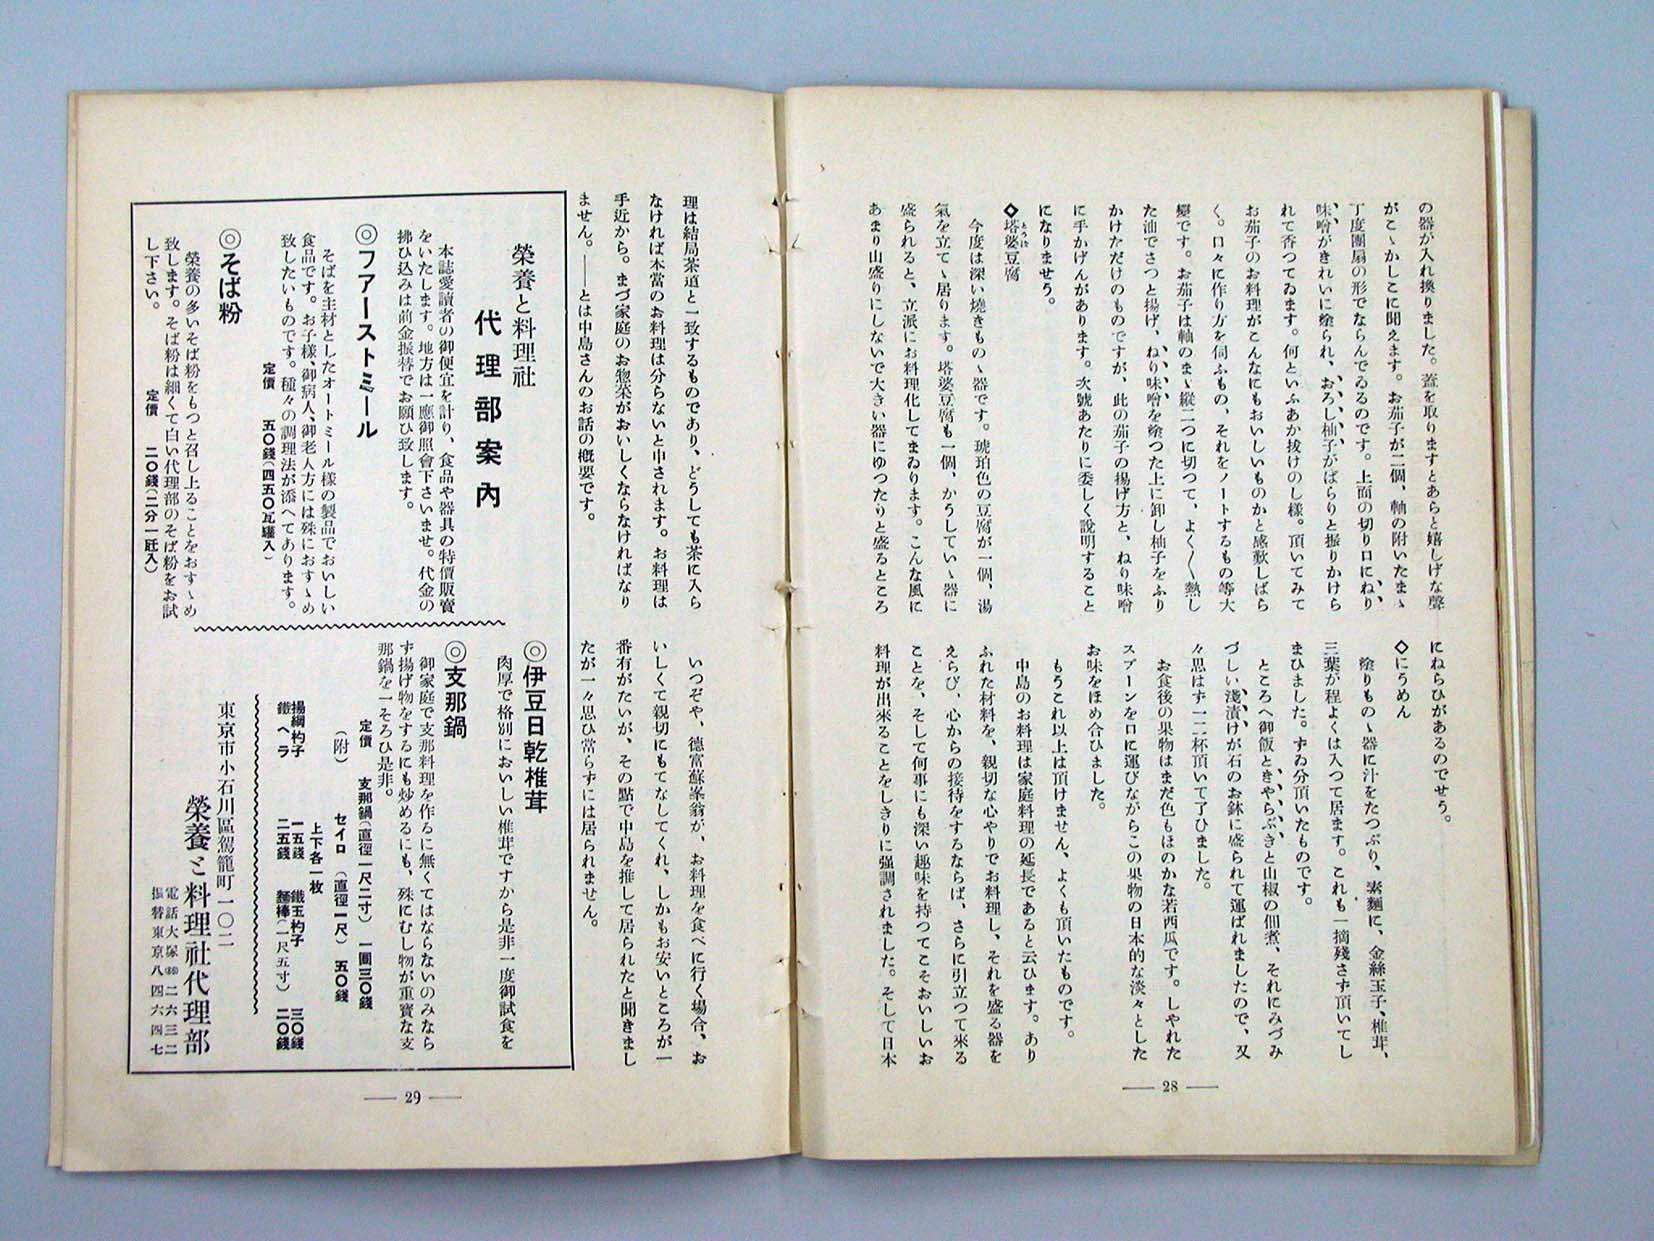 の器が入れ換りました。蓋を取りますとあらと嬉しげな聲
がこゝかしこに聞えます。お茄子が二個、軸の附いたまゝ
丁度團扇の形でならんでゐるのです。上面の切り口にねり
味噌がきれいに塗られ、おろし柚子がばらりと振りかけら
れて香つてゐます。何といふあか拔けのし樣。頂いてみて
お茄子のお料理がこんなにもおいしいものかと感歎しばら
く。口々に作り方を伺ふもの、それをノートするもの等大
變です。お茄子は軸のまゝ縱二つに切つて、よく〱熱し
た油でさつと揚げ、ねり味噌を塗つた上に卸し柚子をふり
かけただけのものですが、此の茄子の揚げ方と、ねり味噌
に手かげんがあります。次號あたりに委しく說明すること
になりませう。
◇塔婆豆腐
とうば
今度は深い燒きものゝ器です。琥珀色の豆腐が一個、湯
氣を立てゝ居ります。塔婆豆腐も一個、かうしていゝ器に
盛られると、立派にお料理化してまゐります。こんな風に
あまり山盛りにしないで大きい器にゆつたりと盛るところ
にねらひがあるのでせう。
◇にうめん
塗りものゝ器に汁をたつぷり、素麵に、金絲玉子、椎茸、
三葉が程よくは入つて居ます。これも一摘殘さず頂いてし
まひました。ずゐ分頂いたものです。
ところへ御飯ときやらぶきと山椒の佃煮、それにみづみ
づしい淺漬けが石のお鉢に盛られて運ばれましたので、又
々思はず一二杯頂いて了ひました。
お食後の果物はまだ色もほのかな若西瓜です。しやれた
スプーンを口に運びながらこの果物の日本的な淡々とした
お味をほめ合ひました。
もうこれ以上は頂けません、よくも頂いたものです。
中島のお料理は家庭料理の延長であると云ひます。あり
ふれた材料を、親切な心やりでお料理し、それを盛る器を
えらび、心からの接待をするならば、さらに引立つて來る
ことを、そして何事にも深い趣味を持つてこそおいしいお
料理が出來ることをしきりに强調されました。そして日本
— 28 —
理は結局茶道と一致するものであり、どうしても茶に入ら
なければ本當のお料理は分らないと申されます。お料理は
手近から。まづ家庭のお惣菜がおいしくならなければなり
ません。——とは中島さんのお話の槪要です。
いつぞや、德富蘇峯翁が、お料理を食べに行く場合、お
いしくて親切にもてなしてくれ、しかもお安いところが一
番有がたいが、その點で中島を推して居られたと聞きまし
たが一々思ひ當らずには居られません。
榮養と料理社
代理部案內
本誌愛讀者の御便宜を計り、食品や器具の特價販賣
をいたします。地方は一應御照會下さいませ。代金の
拂ひ込みは前金振替でお願ひ致します。
◎フアーストミール
そばを主材としたオートミール樣の製品でおいしい
食品です。お子樣、御病人、御老人方には殊におすゝめ
致したいものです。種々の調理法が添へてあります。
定價 五〇錢(四五〇瓦罐入)
◎そば粉
榮養の多いそば粉をもつと召し上ることをおすゝめ
致します。そば粉は細くて白い代理部のそば粉をお試
し下さい。
定價 二〇錢(二分一瓩入)
◎伊豆日乾椎茸
肉厚で格別においしい椎茸ですから是非一度御試食を
◎支那鍋
御家庭で支那料理を作るに無くてはならないのみなら
ず揚げ物をするにも炒めるにも、殊にむし物が重寶な支
那鍋を一そろひ是非。
定價 支那鍋(直徑一尺二寸) 一圓三〇錢
(附) セイロ(直徑一尺) 五〇錢
上下各一枚
揚網杓子 一五錢 鐵玉杓子 三〇錢
鐵ヘラ 二五錢 麵棒(一尺五寸) 二〇錢
東京市小石川區駕籠町一〇二
榮養と料理社代理部
電話大塚 二六三二
振替東京八四六四七
— 29 —